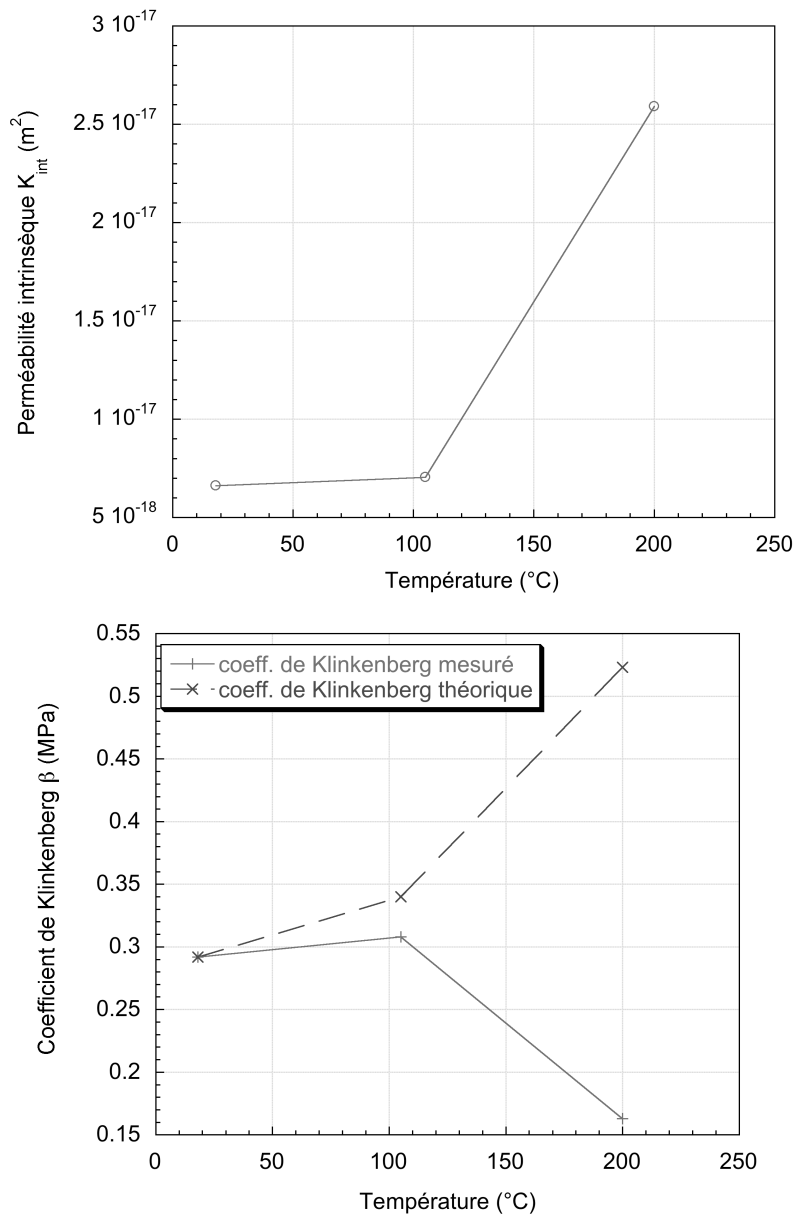 3 10-17
2.5 10-17
2 10-17
1.5 10-17
1 10-17
5 10-18
Perméabilité intrinsèque Kint (m2)
0 50 100 150 200 250
Température (°C)
0.55
0.5
0.45
0.4
0.35
0.3
0.25
0.2
0.15
Coefficient de Klinkenberg β (MPa)
coeff. de Klinkenberg mesuré
coeff. de Klinkenberg théorique
0 50 100 150 200 250
Température (°C)